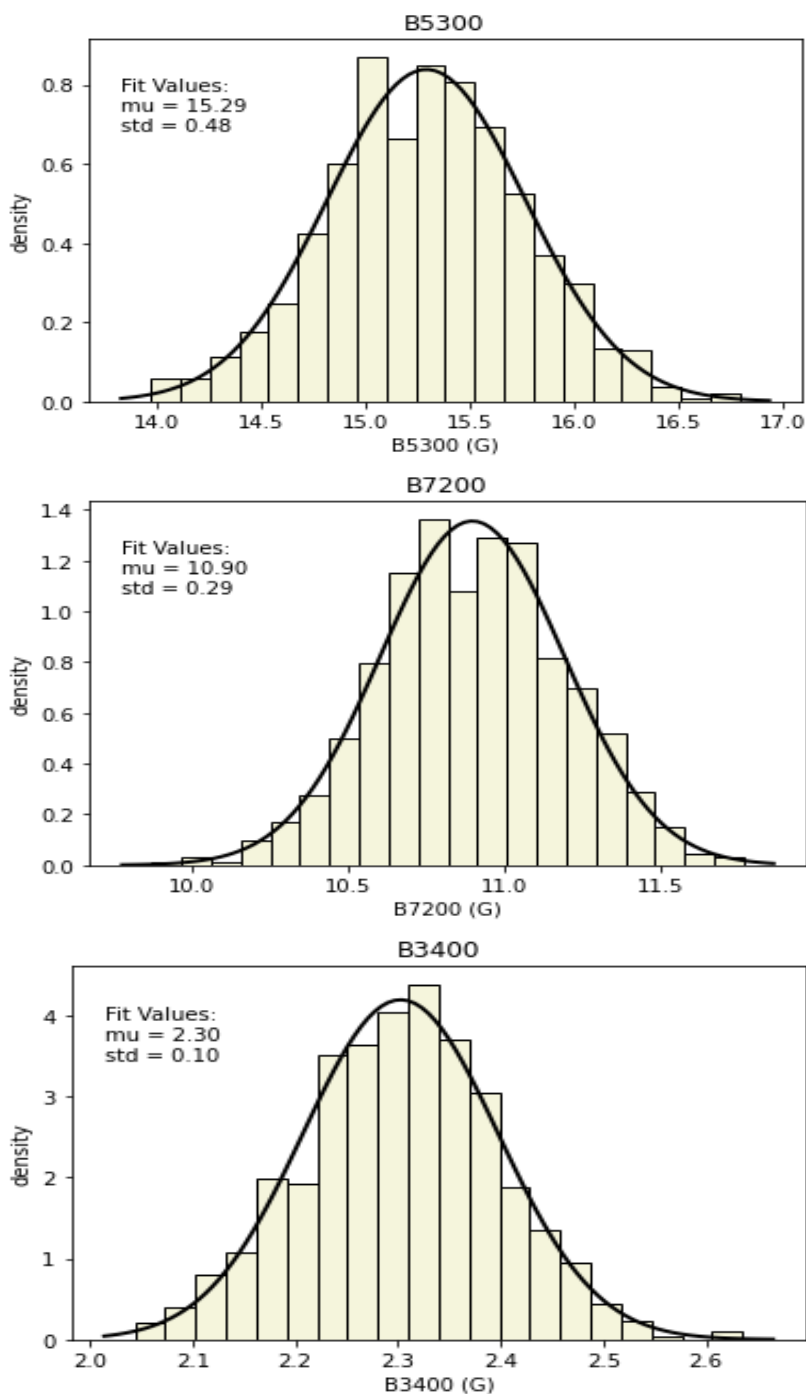 B5300
Fit Values:
mu = 15.29
std = 0.48
density
0.8
0.6
0.4
0.2
0.0
14.0 14.5 15.0 15.5 16.0 16.5 17.0
B5300 (G)
B7200
Fit Values:
mu = 10.90
std = 0.29
density
1.4
1.2
1.0
0.8
0.6
0.4
0.2
0.0
10.0 10.5 11.0 11.5
B7200 (G)
B3400
Fit Values:
mu = 2.30
std = 0.10
density
4
3
2
1
0
2.0 2.1 2.2 2.3 2.4 2.5 2.6
B3400 (G)